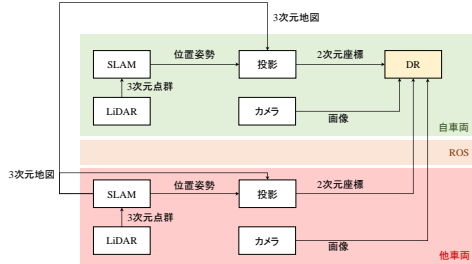 3次元地図
SLAM
位置姿勢
投影
2次元座標
DR
3次元点群
LiDAR
カメラ
画像
自車両
ROS
3次元地図
SLAM
位置姿勢
投影
2次元座標
3次元点群
LiDAR
カメラ
画像
他車両